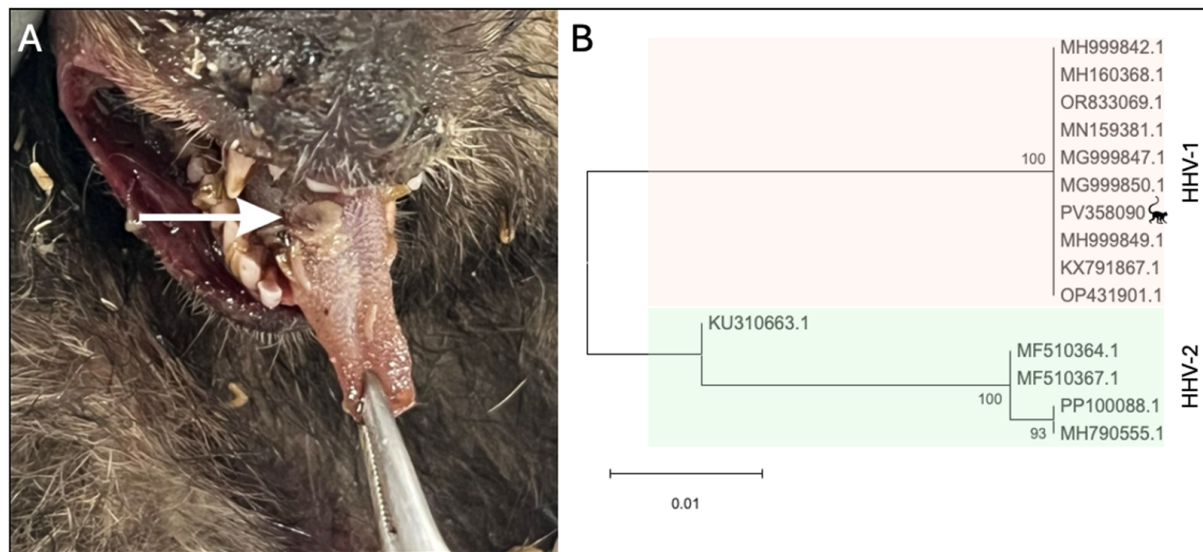 A
B
MH999842.1
MH160368.1
OR833069.1
MN159381.1
100
MG999847.1
MG999850.1
PV358090
MH999849.1
KX791867.1
OP431901.1
HHV-1
KU310663.1
MF510364.1
MF510367.1
100
PP100088.1
93
MH790555.1
HHV-2
0.01